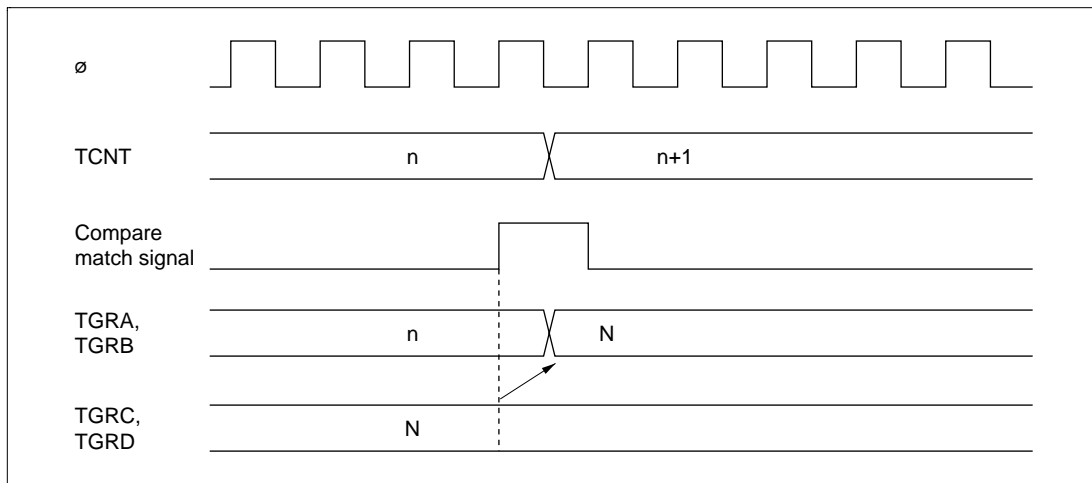 ø
TCNT
n
n+1
Compare
match signal
TGRA,
TGRB
n
N
TGRC,
TGRD
N